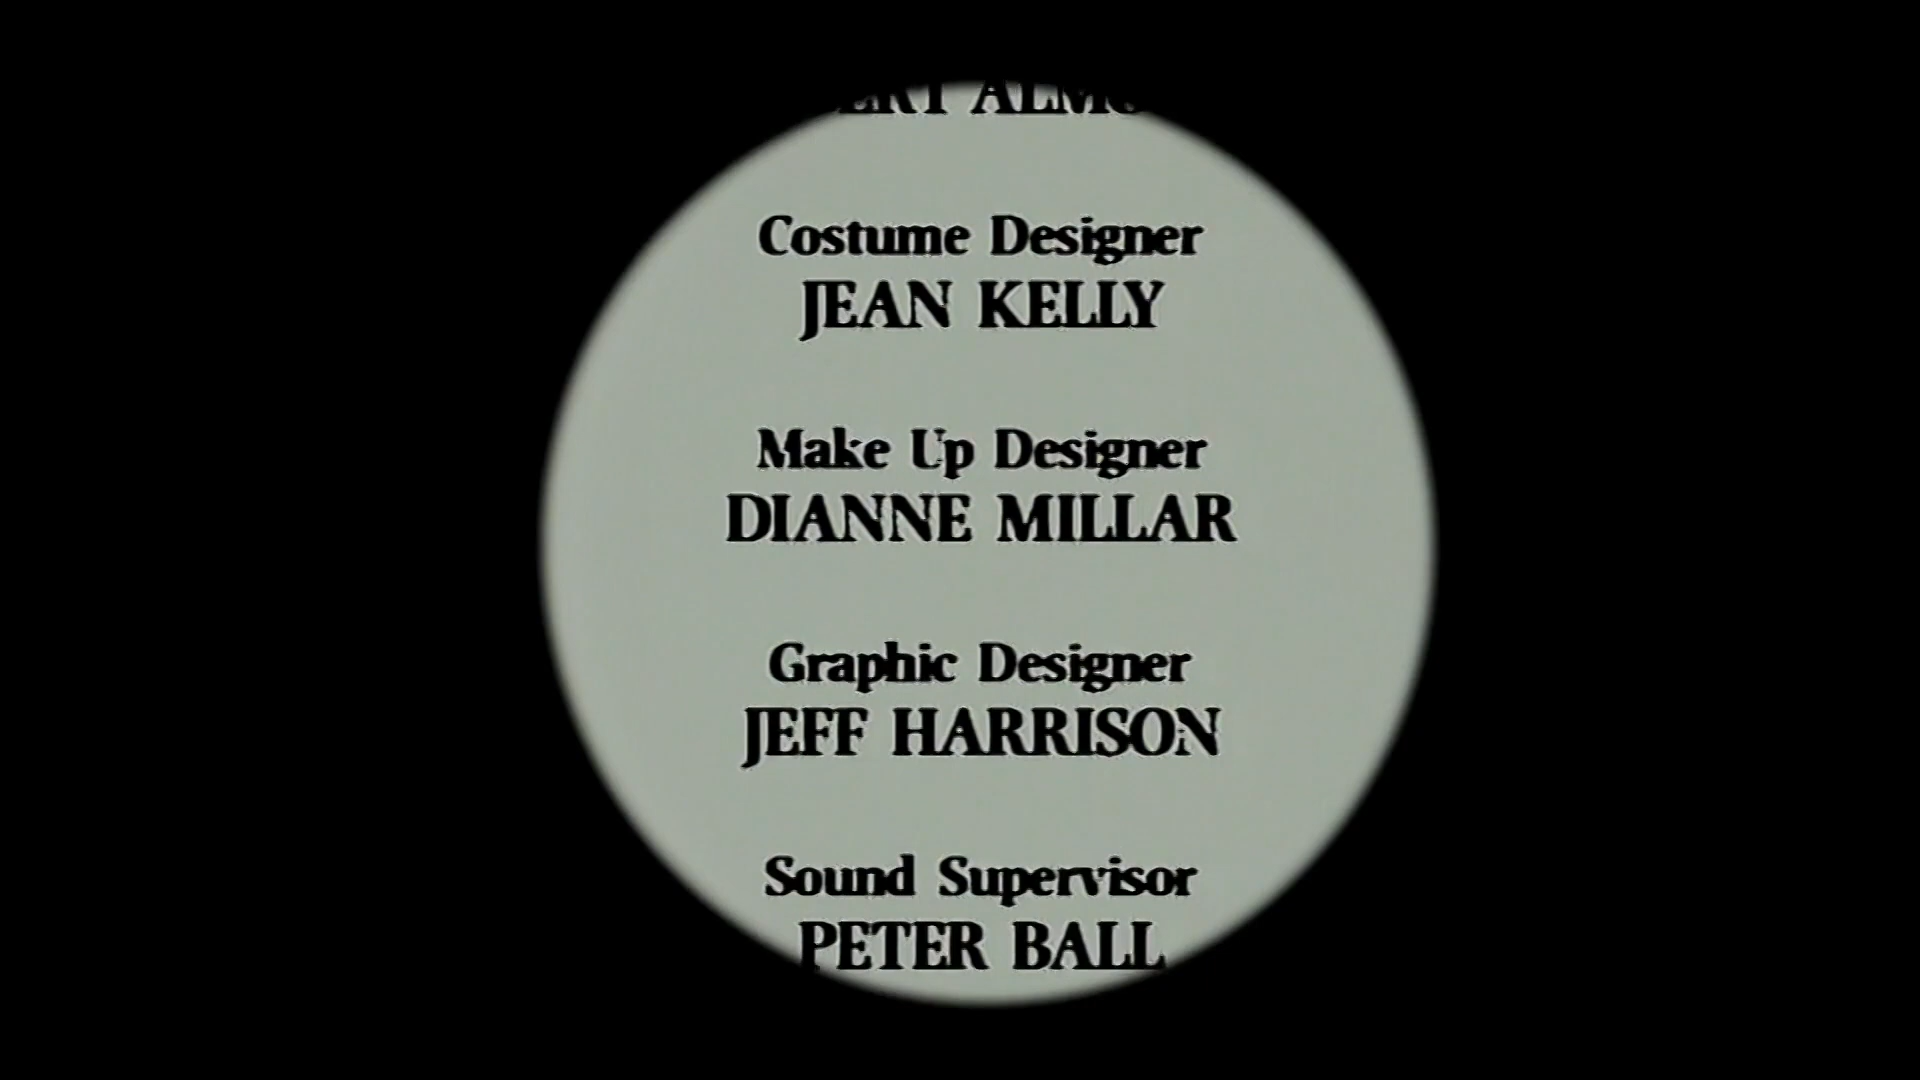 Costume Designer
JEAN KELLY
Make Up Designer
DIANNE MILLAR
Graphic Designer
JEFF HARRISON
Sound Supervisor
PETER BALL